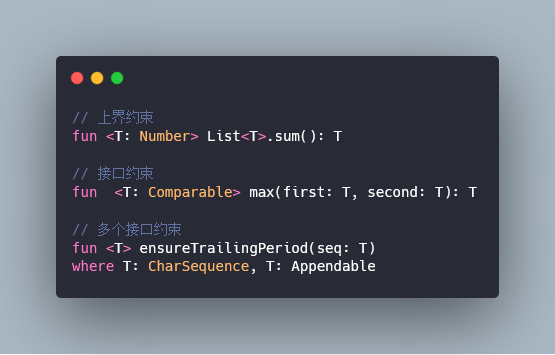 // 上界约束
fun <T: Number> List<T>.sum(): T
// 接口约束
fun  <T: Comparable> max(first: T, second: T): T
// 多个接口约束
fun <T> ensureTrailingPeriod(seq: T)
where T: CharSequence, T: Appendable